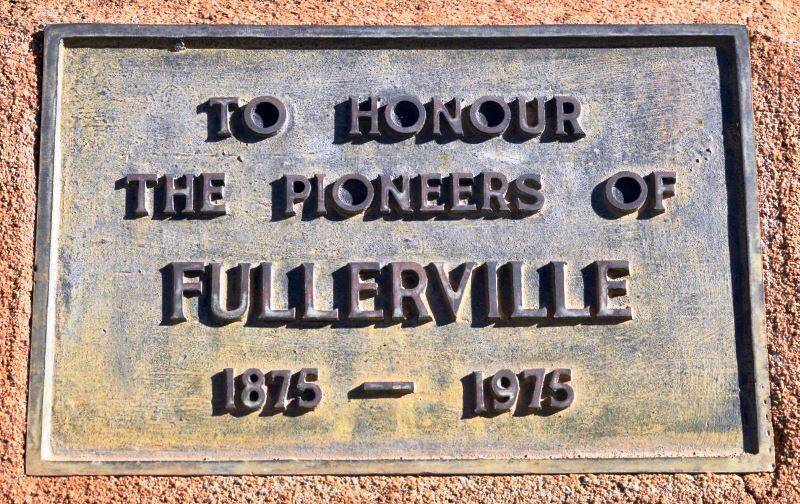 TO HONOUR
THE PIONEERS OF
FULLERVILLE
1875 — 1975